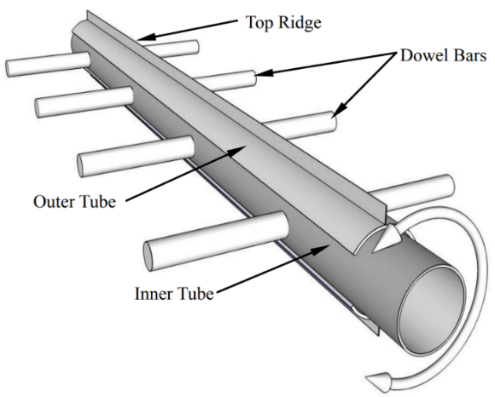 Top Ridge
Dowel Bars
Outer Tube
Inner Tube